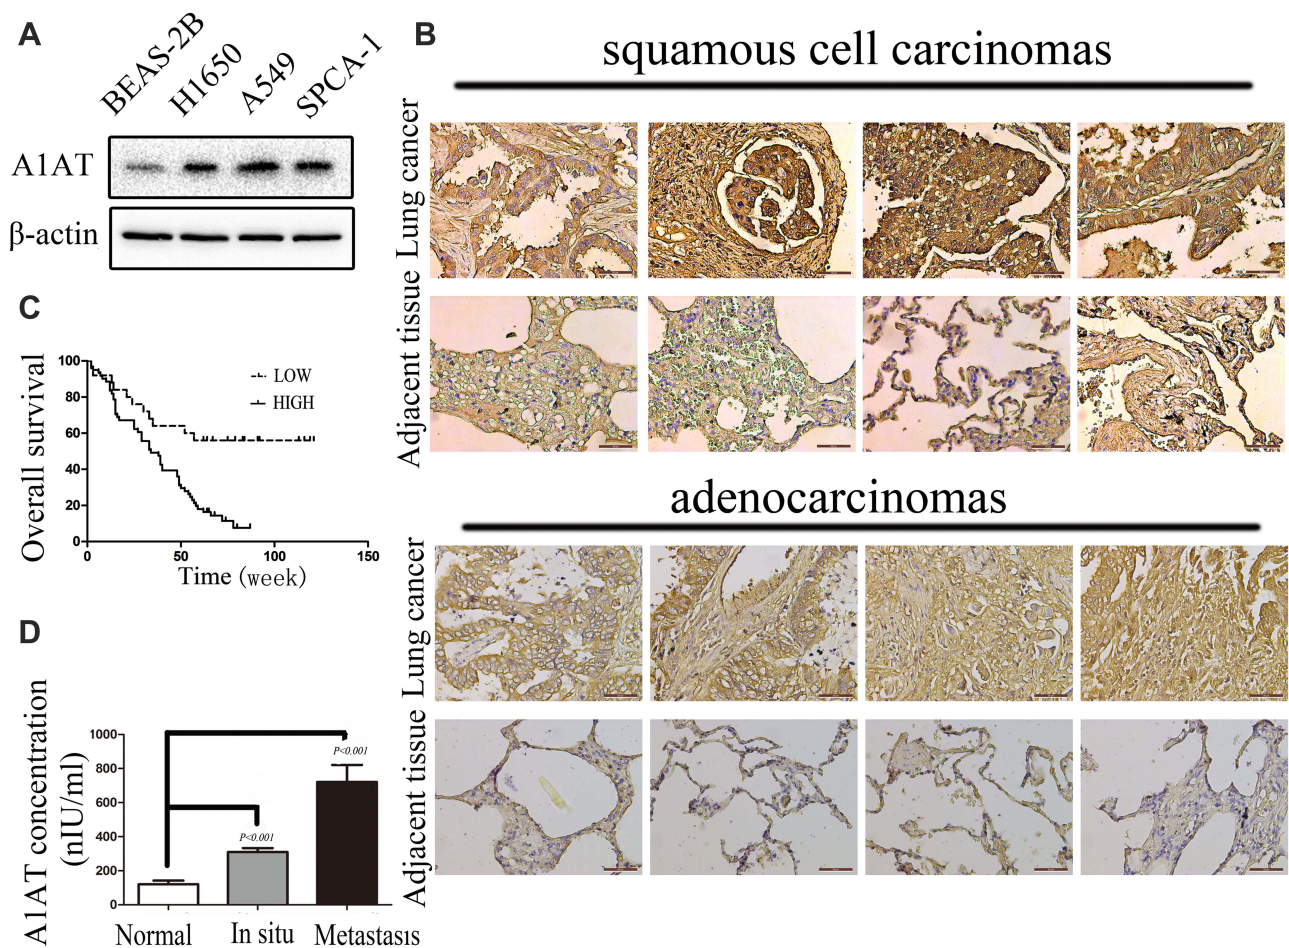 A
BEAS-2B
H1650
A549
SPCA-1
A1AT
β-actin
B
squamous cell carcinomas
Lung cancer
Adjacent tissue
adenocarcinomas
Lung cancer
Adjacent tissue
C
Overall survival
100
80
60
40
20
0
LOW
HIGH
0
50
100
150
Time (week)
D
A1AT concentration
(nIU/ml)
1000
800
600
400
200
0
P<0.001
P<0.001
Normal
In situ
Metastasis